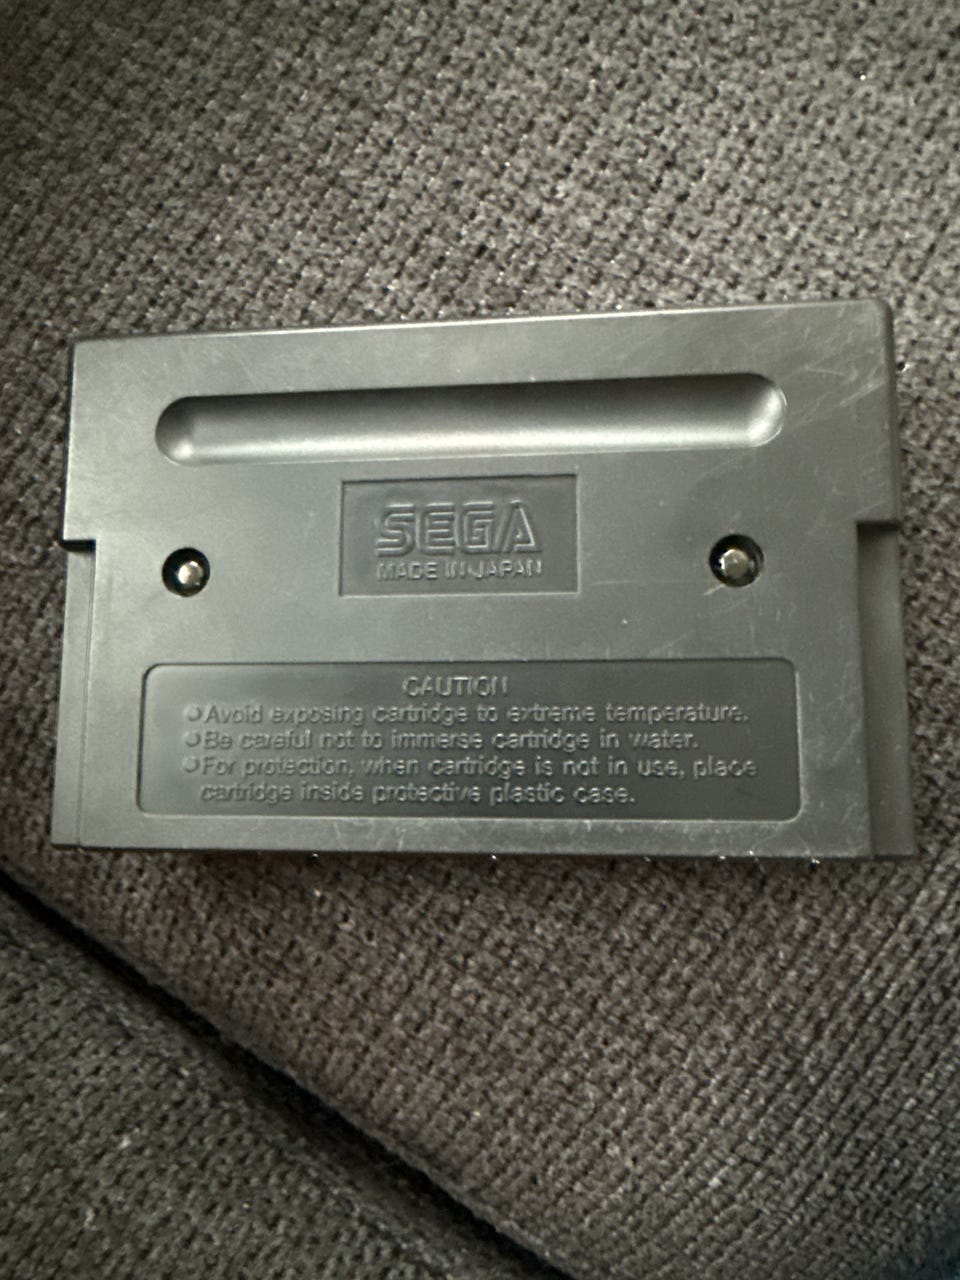 SEGA
MADE IN JAPAN
CAUTION
●Avoid exposing cartridge to extreme temperature.
●Be careful not to immerse cartridge in water.
●For protection, when cartridge is not in use, place
cartridge inside protective plastic case.